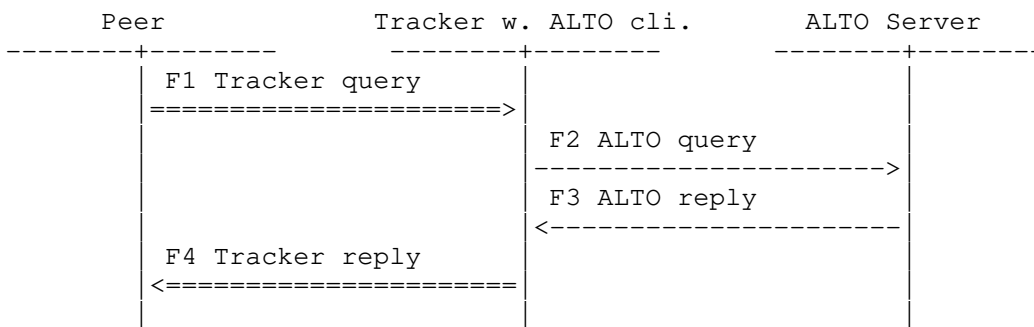 Peer Tracker w. ALTO cli. ALTO Server
F1 Tracker query
F2 ALTO query
F3 ALTO reply
F4 Tracker reply